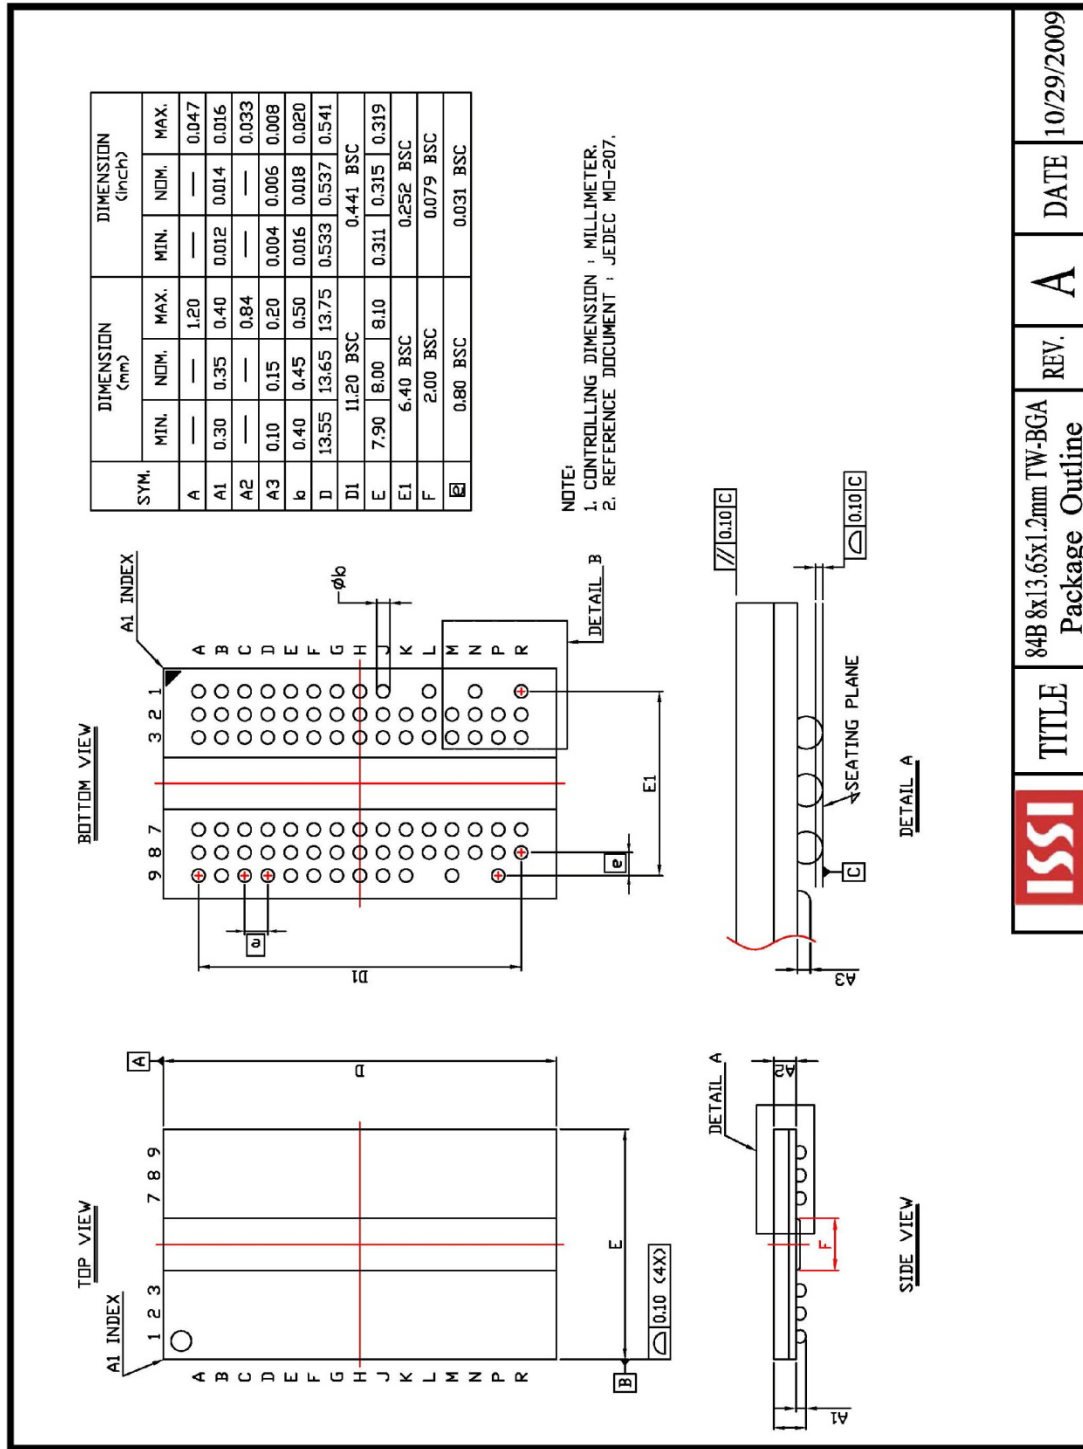 TOP VIEW
A1 INDEX
1 2 3 7 8 9
A
B
C
D
E
F
G
H
J
K
L
M
N
P
R
A
D
E
B
0.10 (4X)
BOTTOM VIEW
A1 INDEX
9 8 7 3 2 1
A
B
C
D
E
F
G
H
J
K
L
M
N
P
R
D1
e
e
E1
Øb
DETAIL B
SIDE VIEW
DETAIL A
A1
A2
F
DETAIL A
A3
C
SEATING PLANE
// 0.10 C
0.10 C
SYM. DIMENSION (mm) DIMENSION (inch)
MIN. NOM. MAX. MIN. NOM. MAX.
A — — 1.20 — — 0.047
A1 0.30 0.35 0.40 0.012 0.014 0.016
A2 — — 0.84 — — 0.033
A3 0.10 0.15 0.20 0.004 0.006 0.008
b 0.40 0.45 0.50 0.016 0.018 0.020
D 13.55 13.65 13.75 0.533 0.537 0.541
D1 11.20 BSC 0.441 BSC
E 7.90 8.00 8.10 0.311 0.315 0.319
E1 6.40 BSC 0.252 BSC
F 2.00 BSC 0.079 BSC
e 0.80 BSC 0.031 BSC
NOTE:
1. CONTROLLING DIMENSION : MILLIMETER.
2. REFERENCE DOCUMENT : JEDEC MO-207.
ISSI
TITLE
84B 8x13.65x1.2mm TW-BGA
Package Outline
REV.
A
DATE
10/29/2009